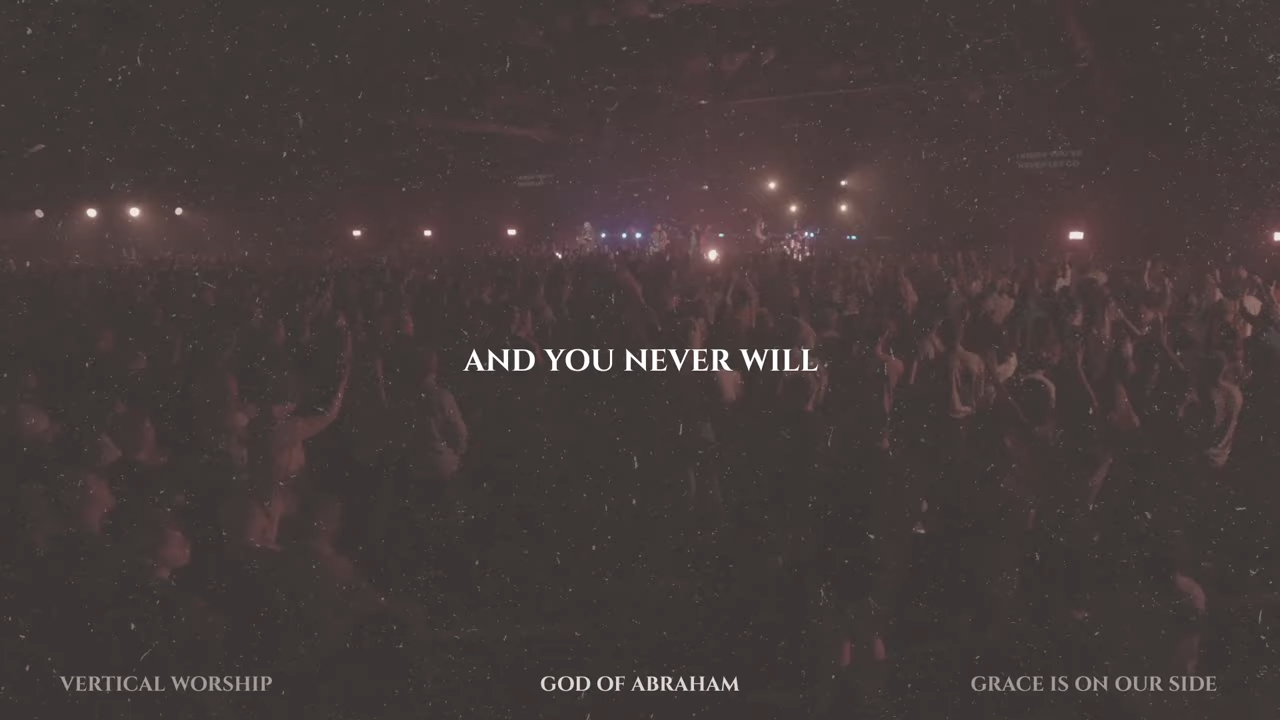 AND YOU NEVER WILL
VERTICAL WORSHIP
GOD OF ABRAHAM
GRACE IS ON OUR SIDE